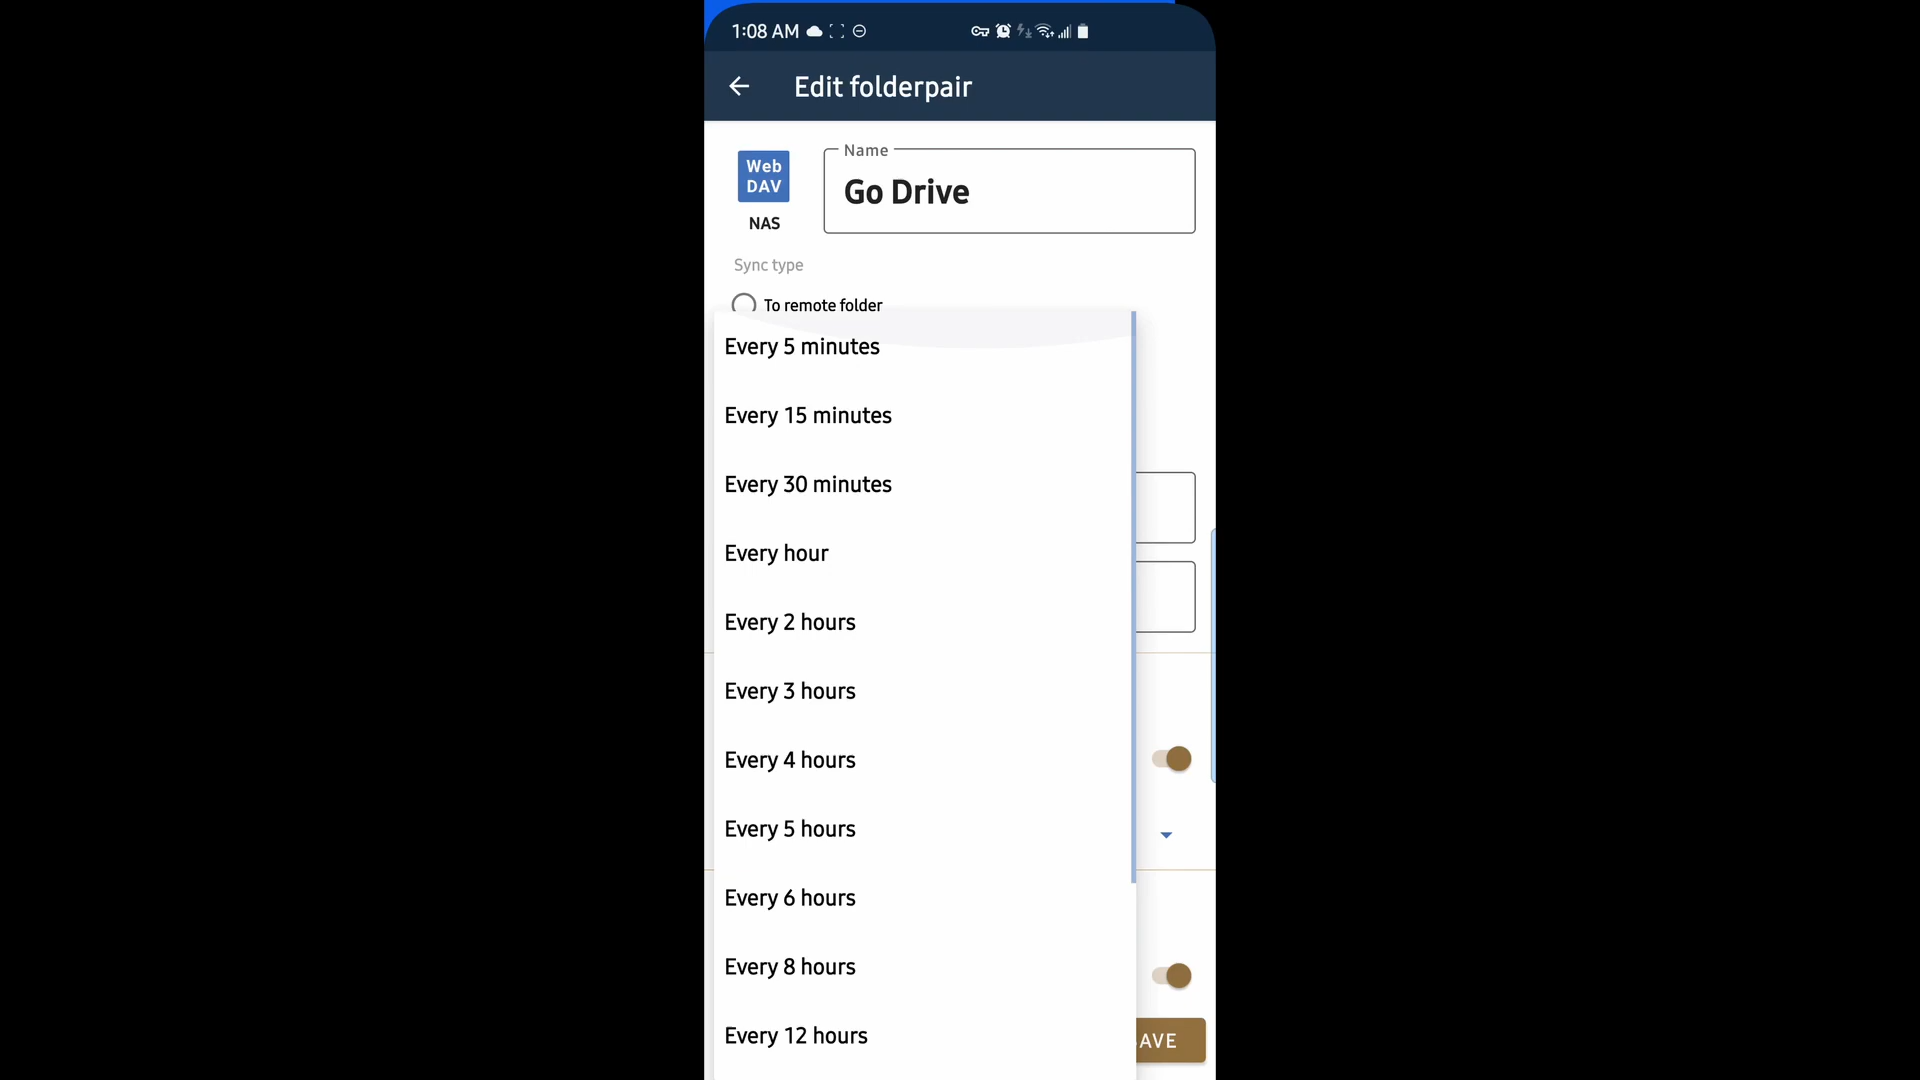 1:08 AM
Edit folderpair
Web
DAV
NAS
Name
Go Drive
Sync type
To remote folder
Every 5 minutes
Every 15 minutes
Every 30 minutes
Every hour
Every 2 hours
Every 3 hours
Every 4 hours
Every 5 hours
Every 6 hours
Every 8 hours
Every 12 hours
AVE